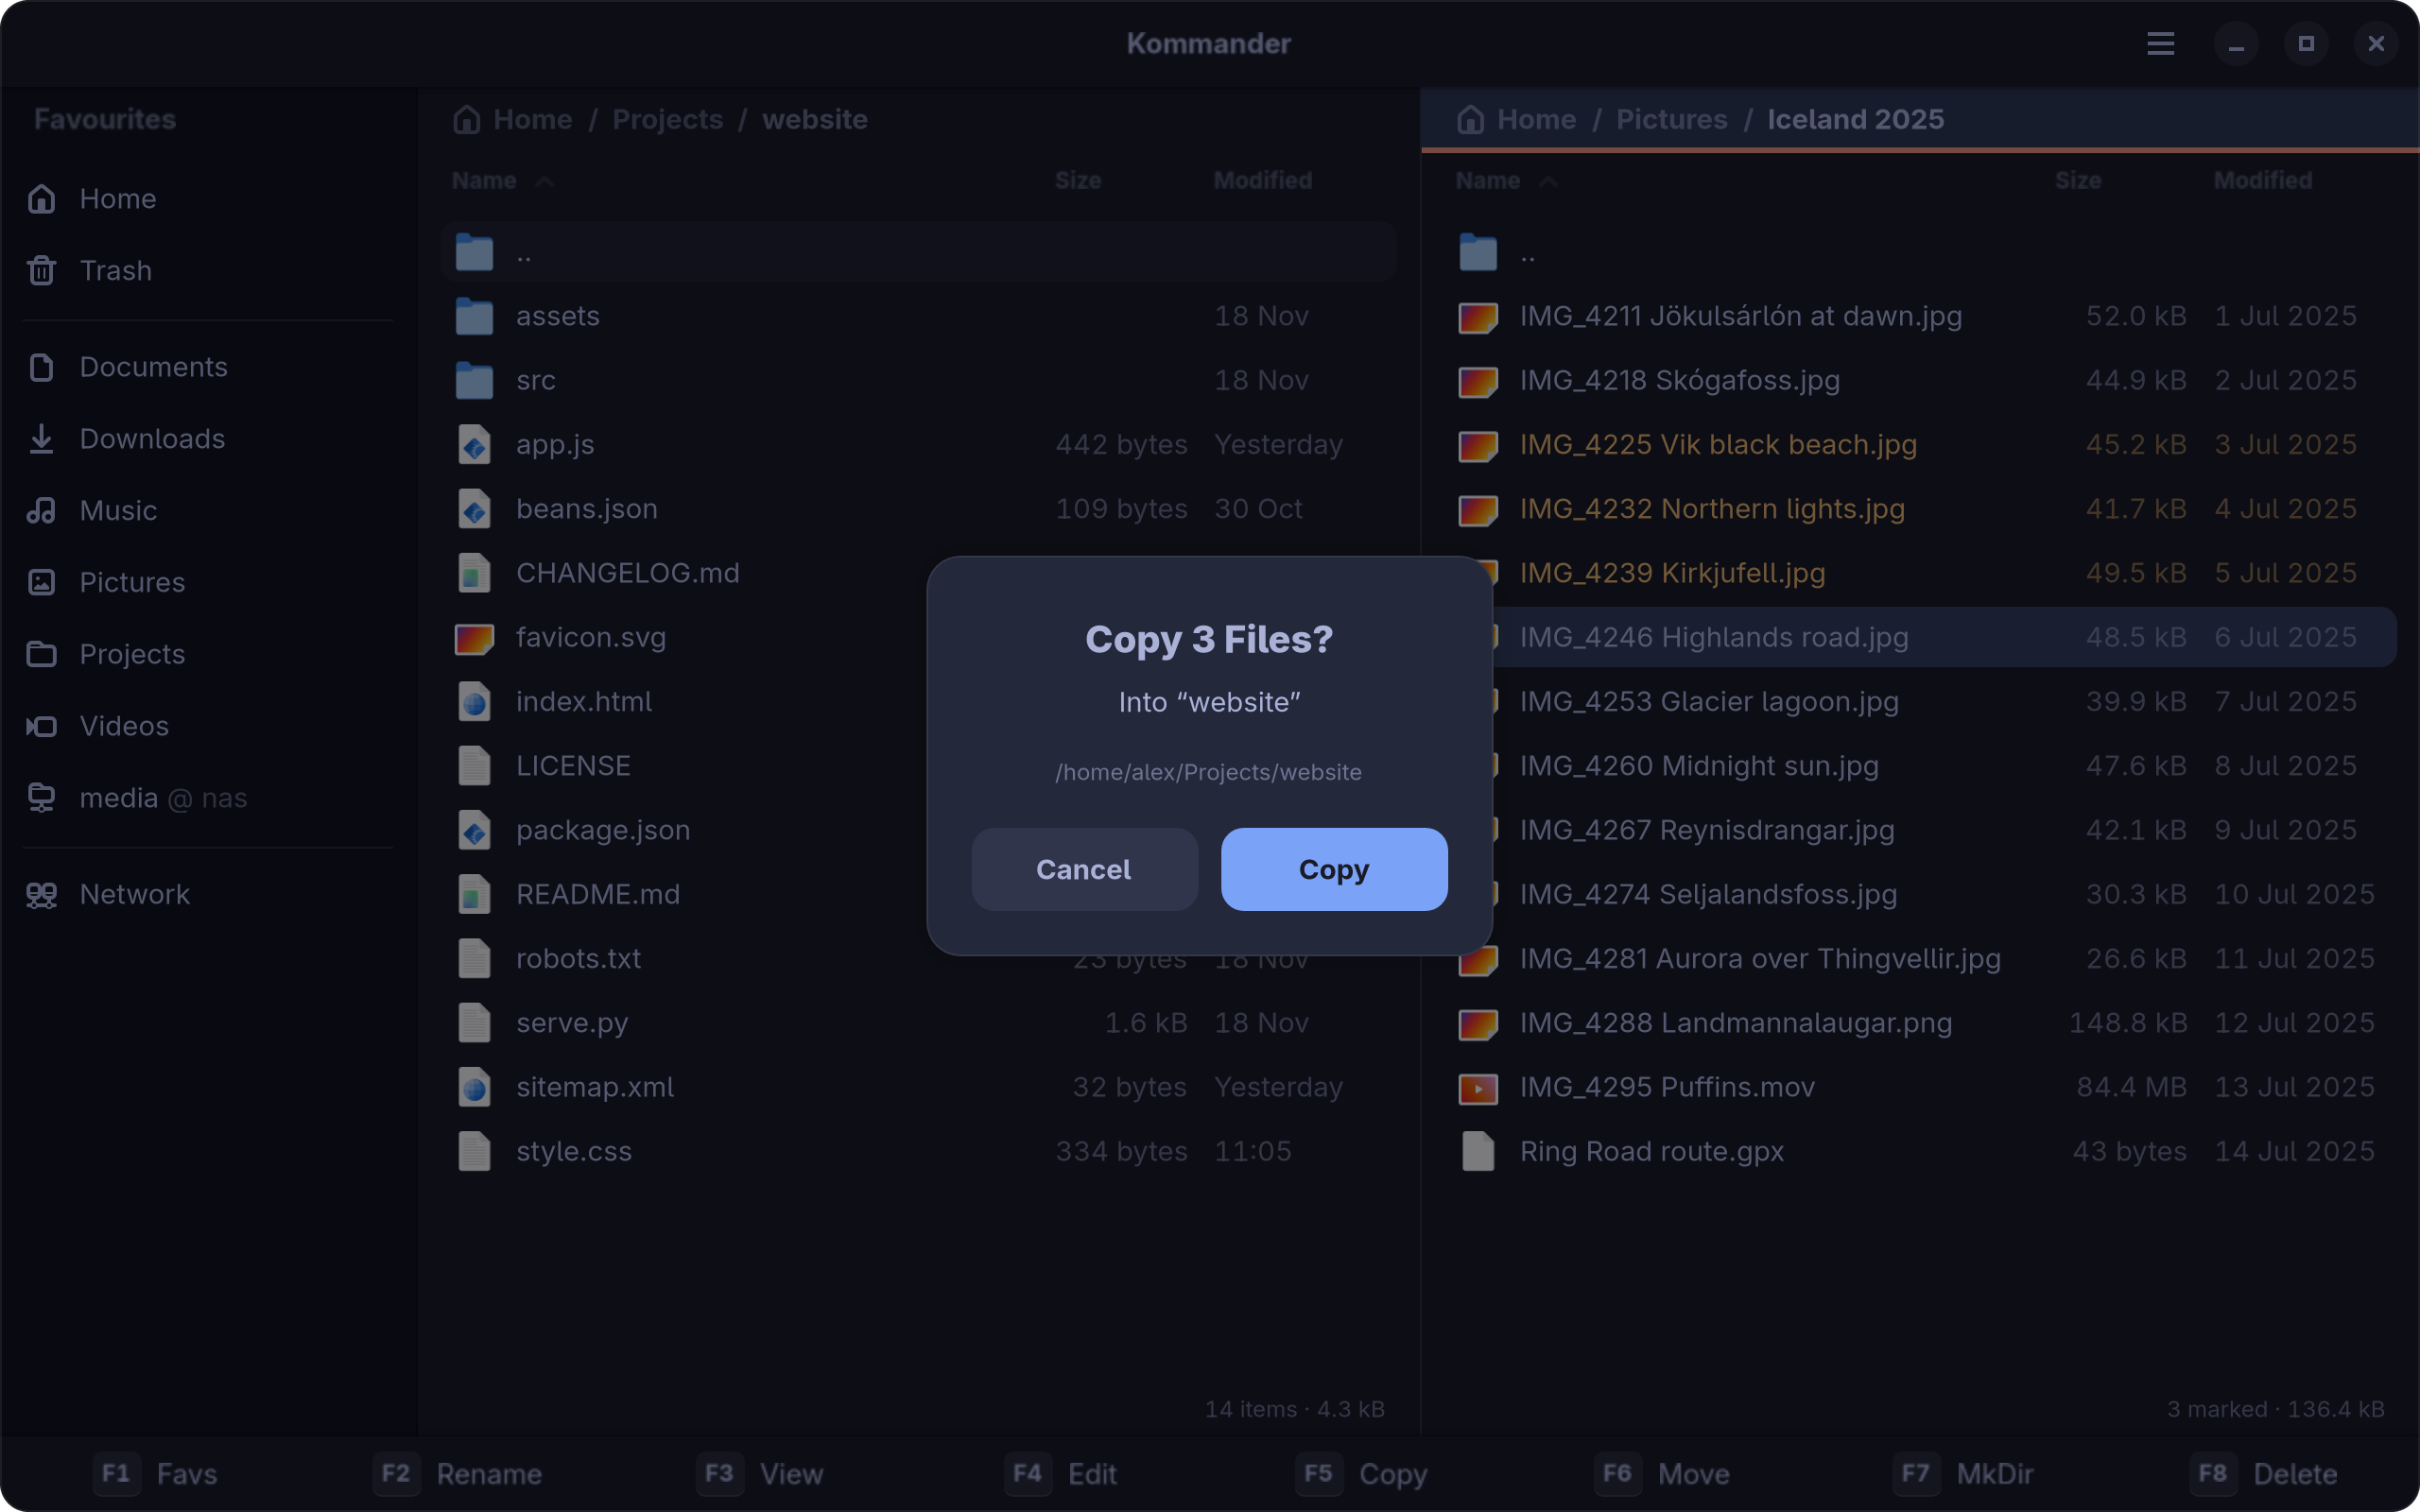 Kommander
Favourites
Home
Trash
Documents
Downloads
Music
Pictures
Projects
Videos
media @ nas
Network
Home / Projects / website
Name Size Modified
..
assets 18 Nov
src 18 Nov
app.js 442 bytes Yesterday
beans.json 109 bytes 30 Oct
CHANGELOG.md
favicon.svg
index.html
LICENSE
package.json
README.md
robots.txt 23 bytes 18 Nov
serve.py 1.6 kB 18 Nov
sitemap.xml 32 bytes Yesterday
style.css 334 bytes 11:05
14 items · 4.3 kB
Home / Pictures / Iceland 2025
Name Size Modified
..
IMG_4211 Jökulsárlón at dawn.jpg 52.0 kB 1 Jul 2025
IMG_4218 Skógafoss.jpg 44.9 kB 2 Jul 2025
IMG_4225 Vik black beach.jpg 45.2 kB 3 Jul 2025
IMG_4232 Northern lights.jpg 41.7 kB 4 Jul 2025
IMG_4239 Kirkjufell.jpg 49.5 kB 5 Jul 2025
IMG_4246 Highlands road.jpg 48.5 kB 6 Jul 2025
IMG_4253 Glacier lagoon.jpg 39.9 kB 7 Jul 2025
IMG_4260 Midnight sun.jpg 47.6 kB 8 Jul 2025
IMG_4267 Reynisdrangar.jpg 42.1 kB 9 Jul 2025
IMG_4274 Seljalandsfoss.jpg 30.3 kB 10 Jul 2025
IMG_4281 Aurora over Thingvellir.jpg 26.6 kB 11 Jul 2025
IMG_4288 Landmannalaugar.png 148.8 kB 12 Jul 2025
IMG_4295 Puffins.mov 84.4 MB 13 Jul 2025
Ring Road route.gpx 43 bytes 14 Jul 2025
3 marked · 136.4 kB
Copy 3 Files?
Into “website”
/home/alex/Projects/website
Cancel Copy
F1 Favs F2 Rename F3 View F4 Edit F5 Copy F6 Move F7 MkDir F8 Delete